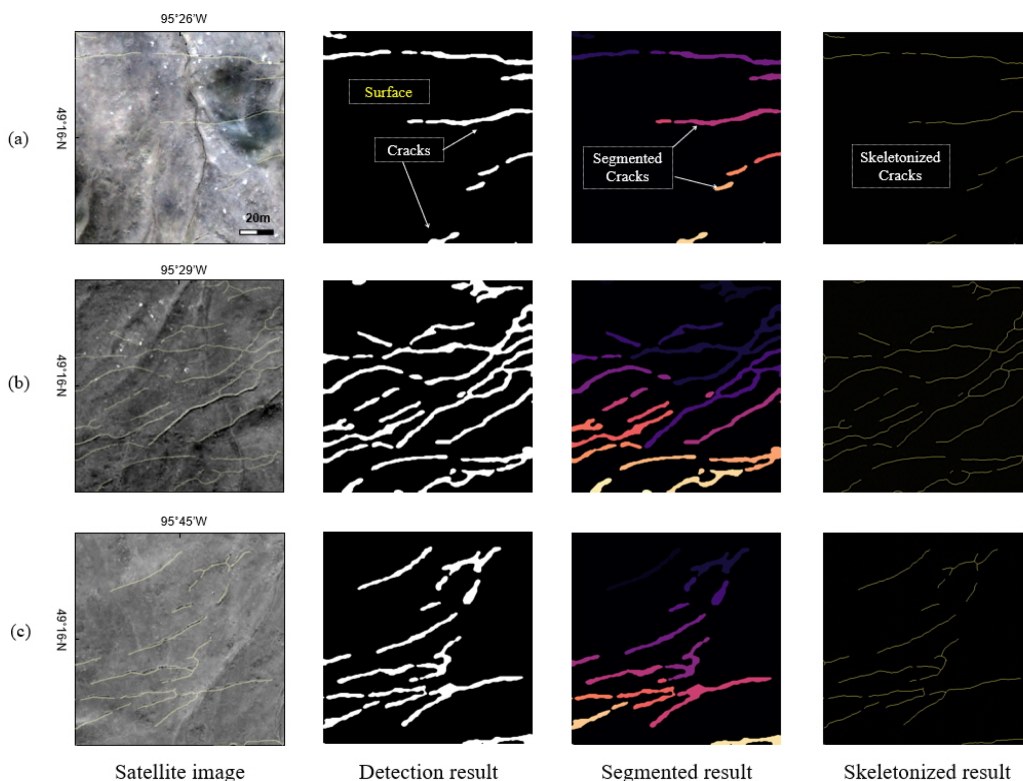 95°26'W
(a)
49°16'N
20m
Surface
Cracks
Segmented
Cracks
Skeletonized
Cracks
95°29'W
(b)
49°16'N
95°45'W
(c)
49°16'N
Satellite image
Detection result
Segmented result
Skeletonized result